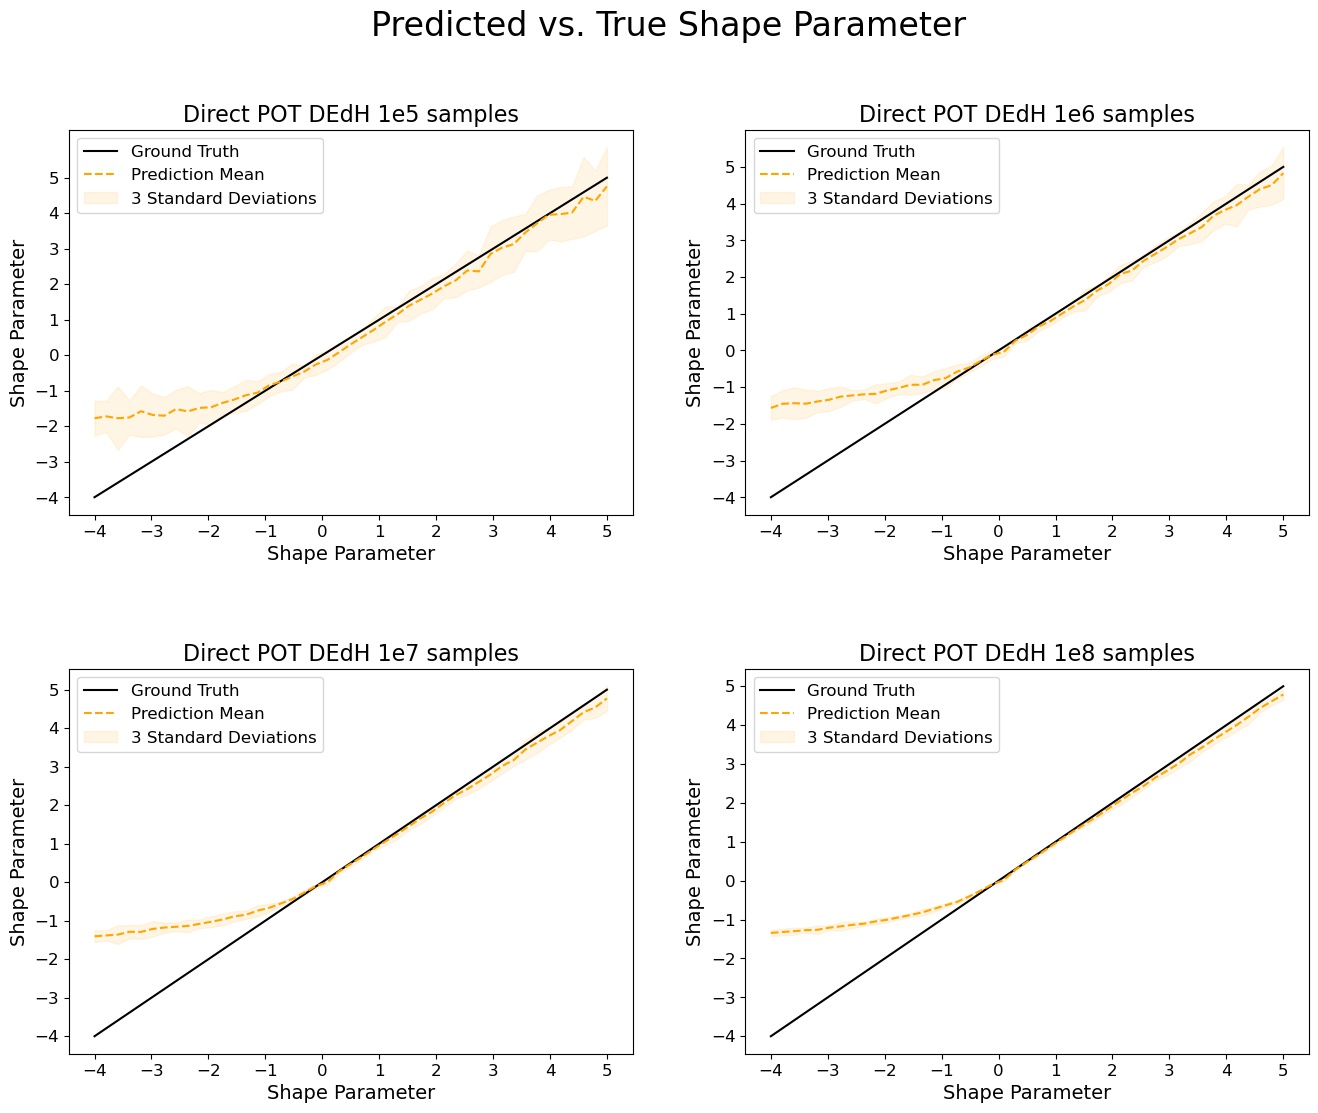 Predicted vs. True Shape Parameter
Direct POT DEdH 1e5 samples
Ground Truth
Prediction Mean
3 Standard Deviations
5
4
3
2
1
0
−1
−2
−3
−4
Shape Parameter
−4 −3 −2 −1 0 1 2 3 4 5
Shape Parameter
Direct POT DEdH 1e6 samples
Ground Truth
Prediction Mean
3 Standard Deviations
5
4
3
2
1
0
−1
−2
−3
−4
Shape Parameter
−4 −3 −2 −1 0 1 2 3 4 5
Shape Parameter
Direct POT DEdH 1e7 samples
Ground Truth
Prediction Mean
3 Standard Deviations
5
4
3
2
1
0
−1
−2
−3
−4
Shape Parameter
−4 −3 −2 −1 0 1 2 3 4 5
Shape Parameter
Direct POT DEdH 1e8 samples
Ground Truth
Prediction Mean
3 Standard Deviations
5
4
3
2
1
0
−1
−2
−3
−4
Shape Parameter
−4 −3 −2 −1 0 1 2 3 4 5
Shape Parameter